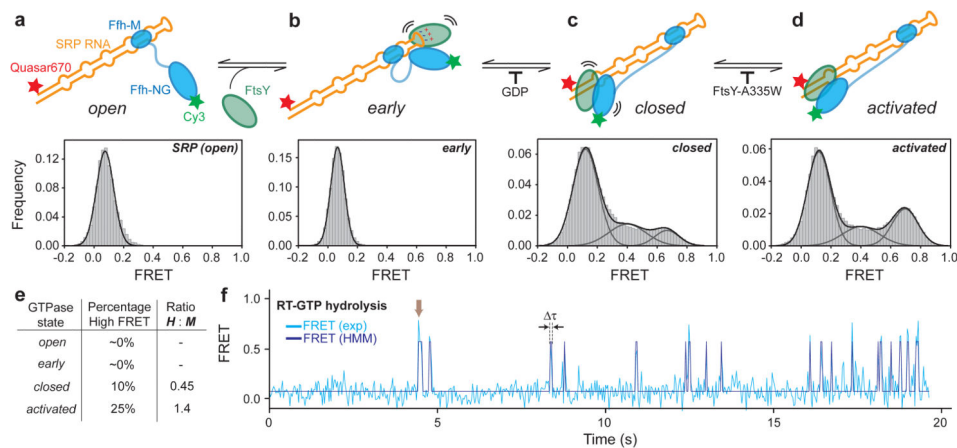 a
Ffh-M
SRP RNA
Quasar670
Ffh-NG
open
Cy3
FtsY
b
early
GDP
c
closed
FtsY-A335W
d
activated
Frequency
SRP (open)
0.12
0.08
0.04
0.00
-0.2 0.0 0.2 0.4 0.6 0.8 1.0
FRET
early
0.15
0.10
0.05
0.00
-0.2 0.0 0.2 0.4 0.6 0.8 1.0
FRET
closed
0.06
0.04
0.02
0.00
-0.2 0.0 0.2 0.4 0.6 0.8 1
FRET
activated
0.06
0.04
0.02
0.00
-0.2 0.0 0.2 0.4 0.6 0.8 1.0
FRET
e
GTPase state Percentage High FRET Ratio H : M
open ~0% -
early ~0% -
closed 10% 0.45
activated 25% 1.4
f
RT-GTP hydrolysis
FRET (exp)
FRET (HMM)
Δτ
FRET
1.0
0.5
0.0
0 5 10 15 20
Time (s)